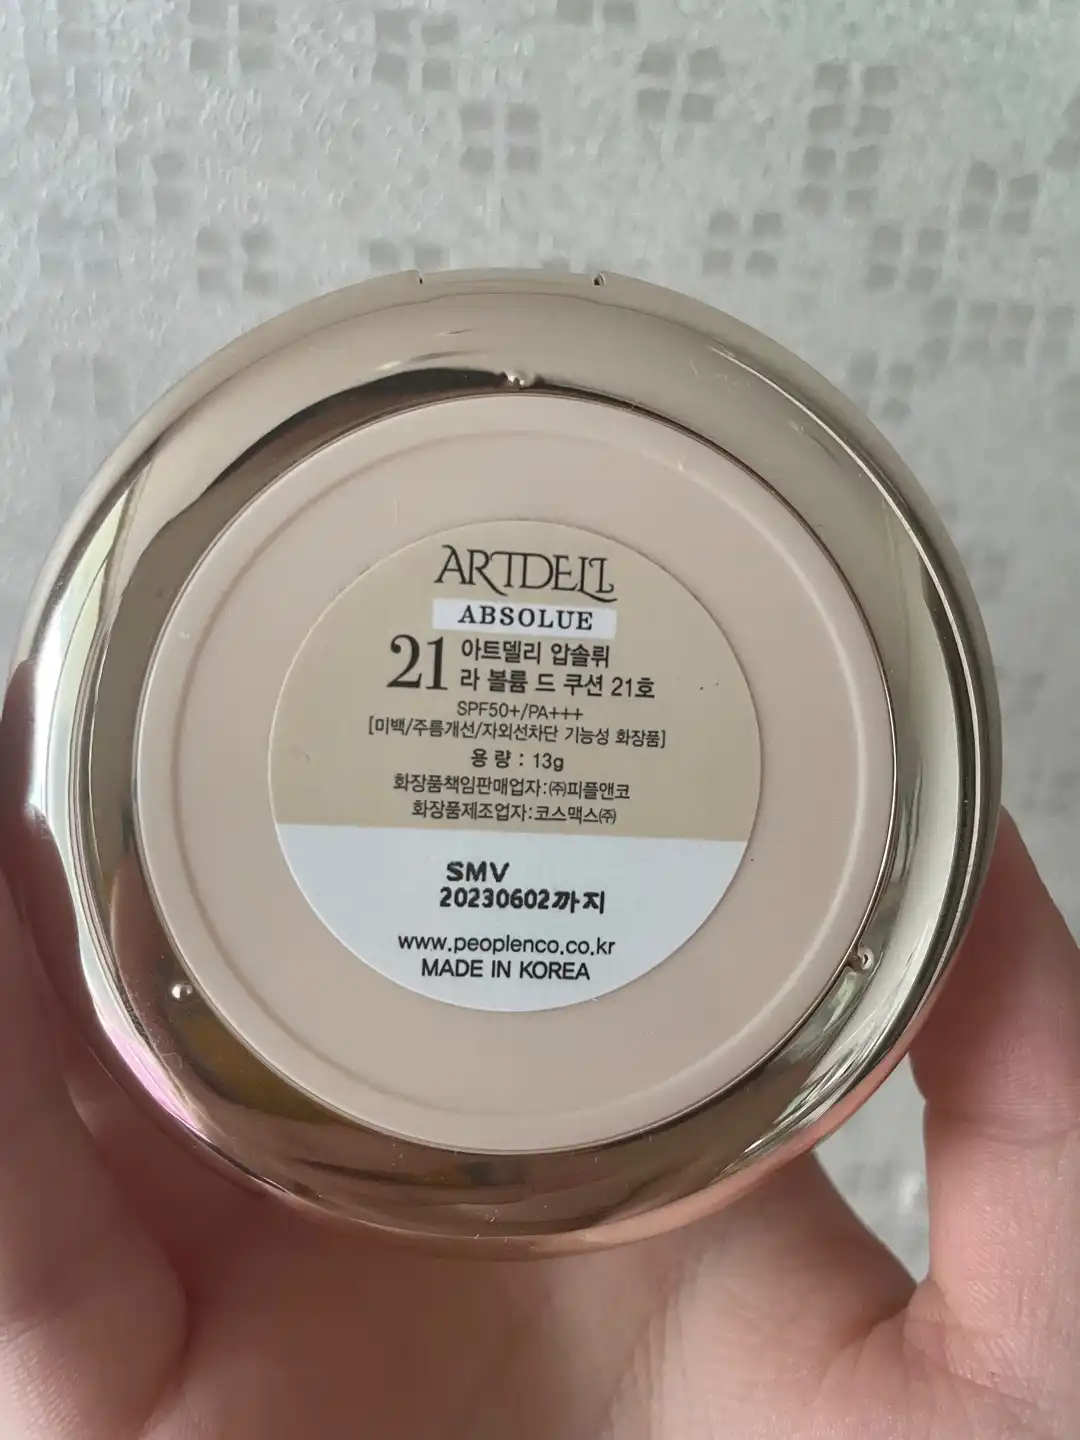 ARTDELI
ABSOLUE
21 아트델리 압솔뤼
라 볼륨 드 쿠션 21호
SPF50+/PA+++
[미백/주름개선/자외선차단 기능성 화장품]
용 량 : 13g
화장품책임판매업자:㈜피플앤코
화장품제조업자:코스맥스㈜
SMV
20230602까지
www.peoplenco.co.kr
MADE IN KOREA